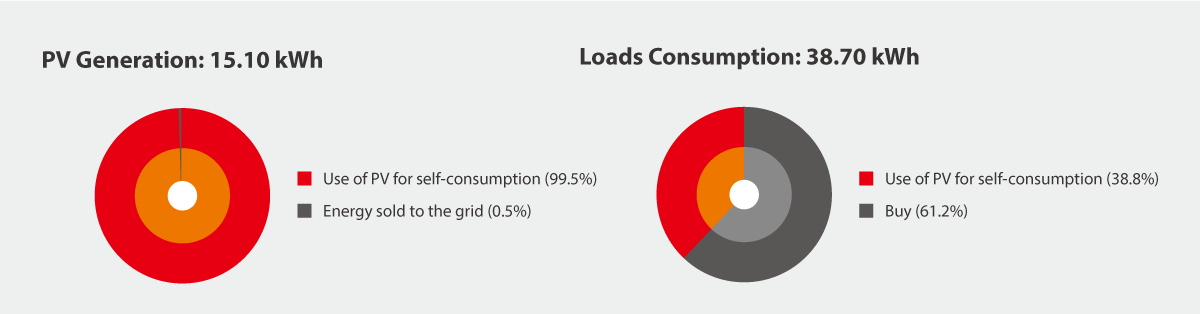 PV Generation: 15.10 kWh
Use of PV for self-consumption (99.5%)
Energy sold to the grid (0.5%)
Loads Consumption: 38.70 kWh
Use of PV for self-consumption (38.8%)
Buy (61.2%)